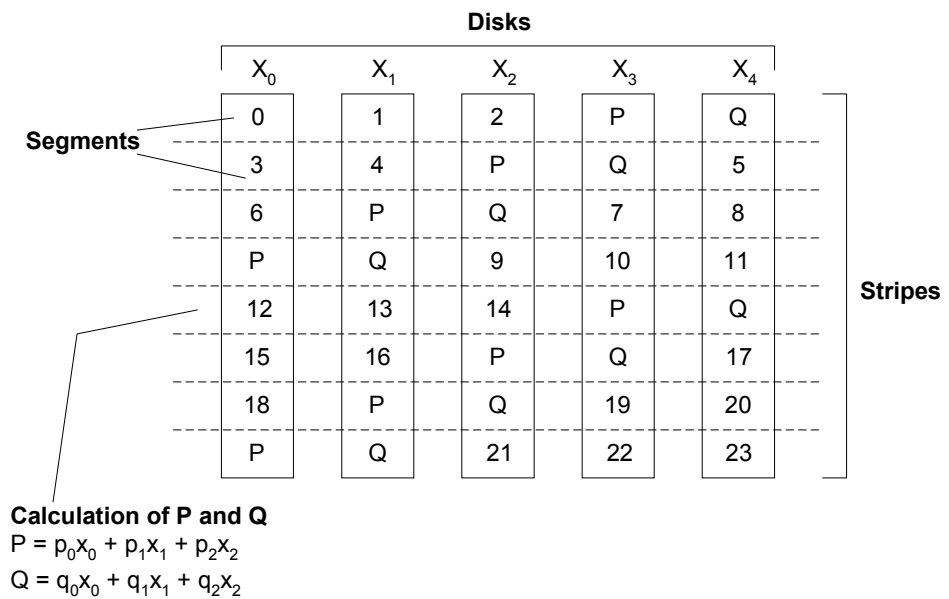 Disks
X0 X1 X2 X3 X4
0 1 2 P Q
Segments
3 4 P Q 5
6 P Q 7 8
P Q 9 10 11
Stripes
12 13 14 P Q
15 16 P Q 17
18 P Q 19 20
P Q 21 22 23
Calculation of P and Q
P = p0x0 + p1x1 + p2x2
Q = q0x0 + q1x1 + q2x2